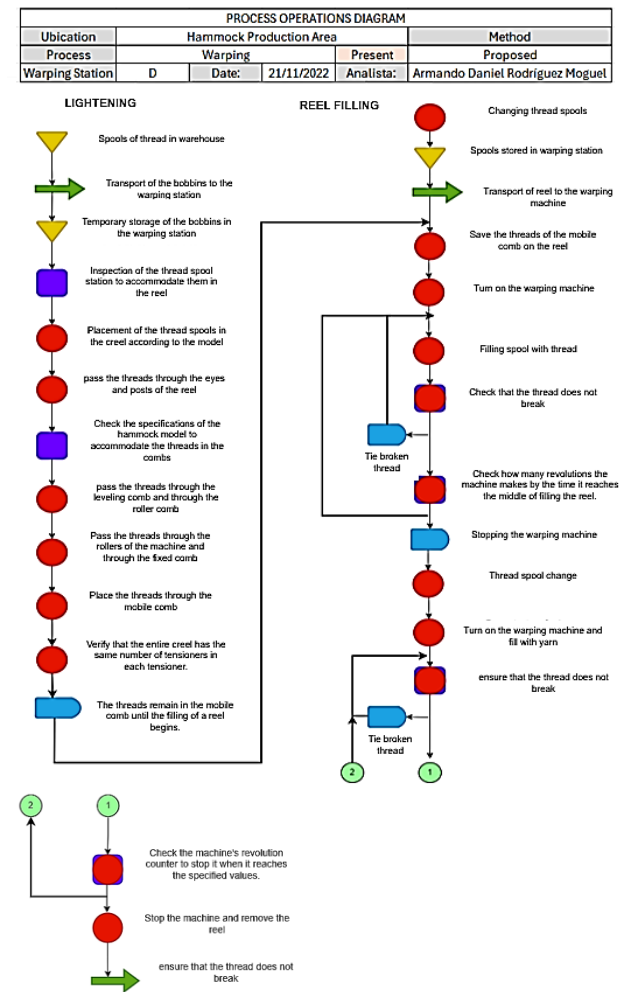 PROCESS OPERATIONS DIAGRAM
Ubication Hammock Production Area Method
Process Warping Present Proposed
Warping Station D Date: 21/11/2022 Analista: Armando Daniel Rodríguez Moguel
LIGHTENING
Spools of thread in warehouse
Transport of the bobbins to the
warping station
Temporary storage of the bobbins in
the warping station
Inspection of the thread spool
station to accommodate them in
the reel
Placement of the thread spools in
the creel according to the model
pass the threads through the eyes
and posts of the reel
Check the specifications of the
hammock model to
accommodate the threads in the
combs
pass the threads through the
leveling comb and through the
roller comb
Pass the threads through the
rollers of the machine and
through the fixed comb
Place the threads through the
mobile comb
Verify that the entire creel has the
same number of tensioners in
each tensioner.
The threads remain in the mobile
comb until the filling of a reel
begins.
REEL FILLING
Changing thread spools
Spools stored in warping station
Transport of reel to the warping
machine
Save the threads of the mobile
comb on the reel
Turn on the warping machine
Filling spool with thread
Check that the thread does not
break
Tie broken
thread
Check how many revolutions the
machine makes by the time it reaches
the middle of filling the reel.
Stopping the warping machine
Thread spool change
Turn on the warping machine and
fill with yarn
ensure that the thread does not
break
Tie broken
thread
2
1
2
1
Check the machine's revolution
counter to stop it when it reaches
the specified values.
Stop the machine and remove the
reel
ensure that the thread does not
break